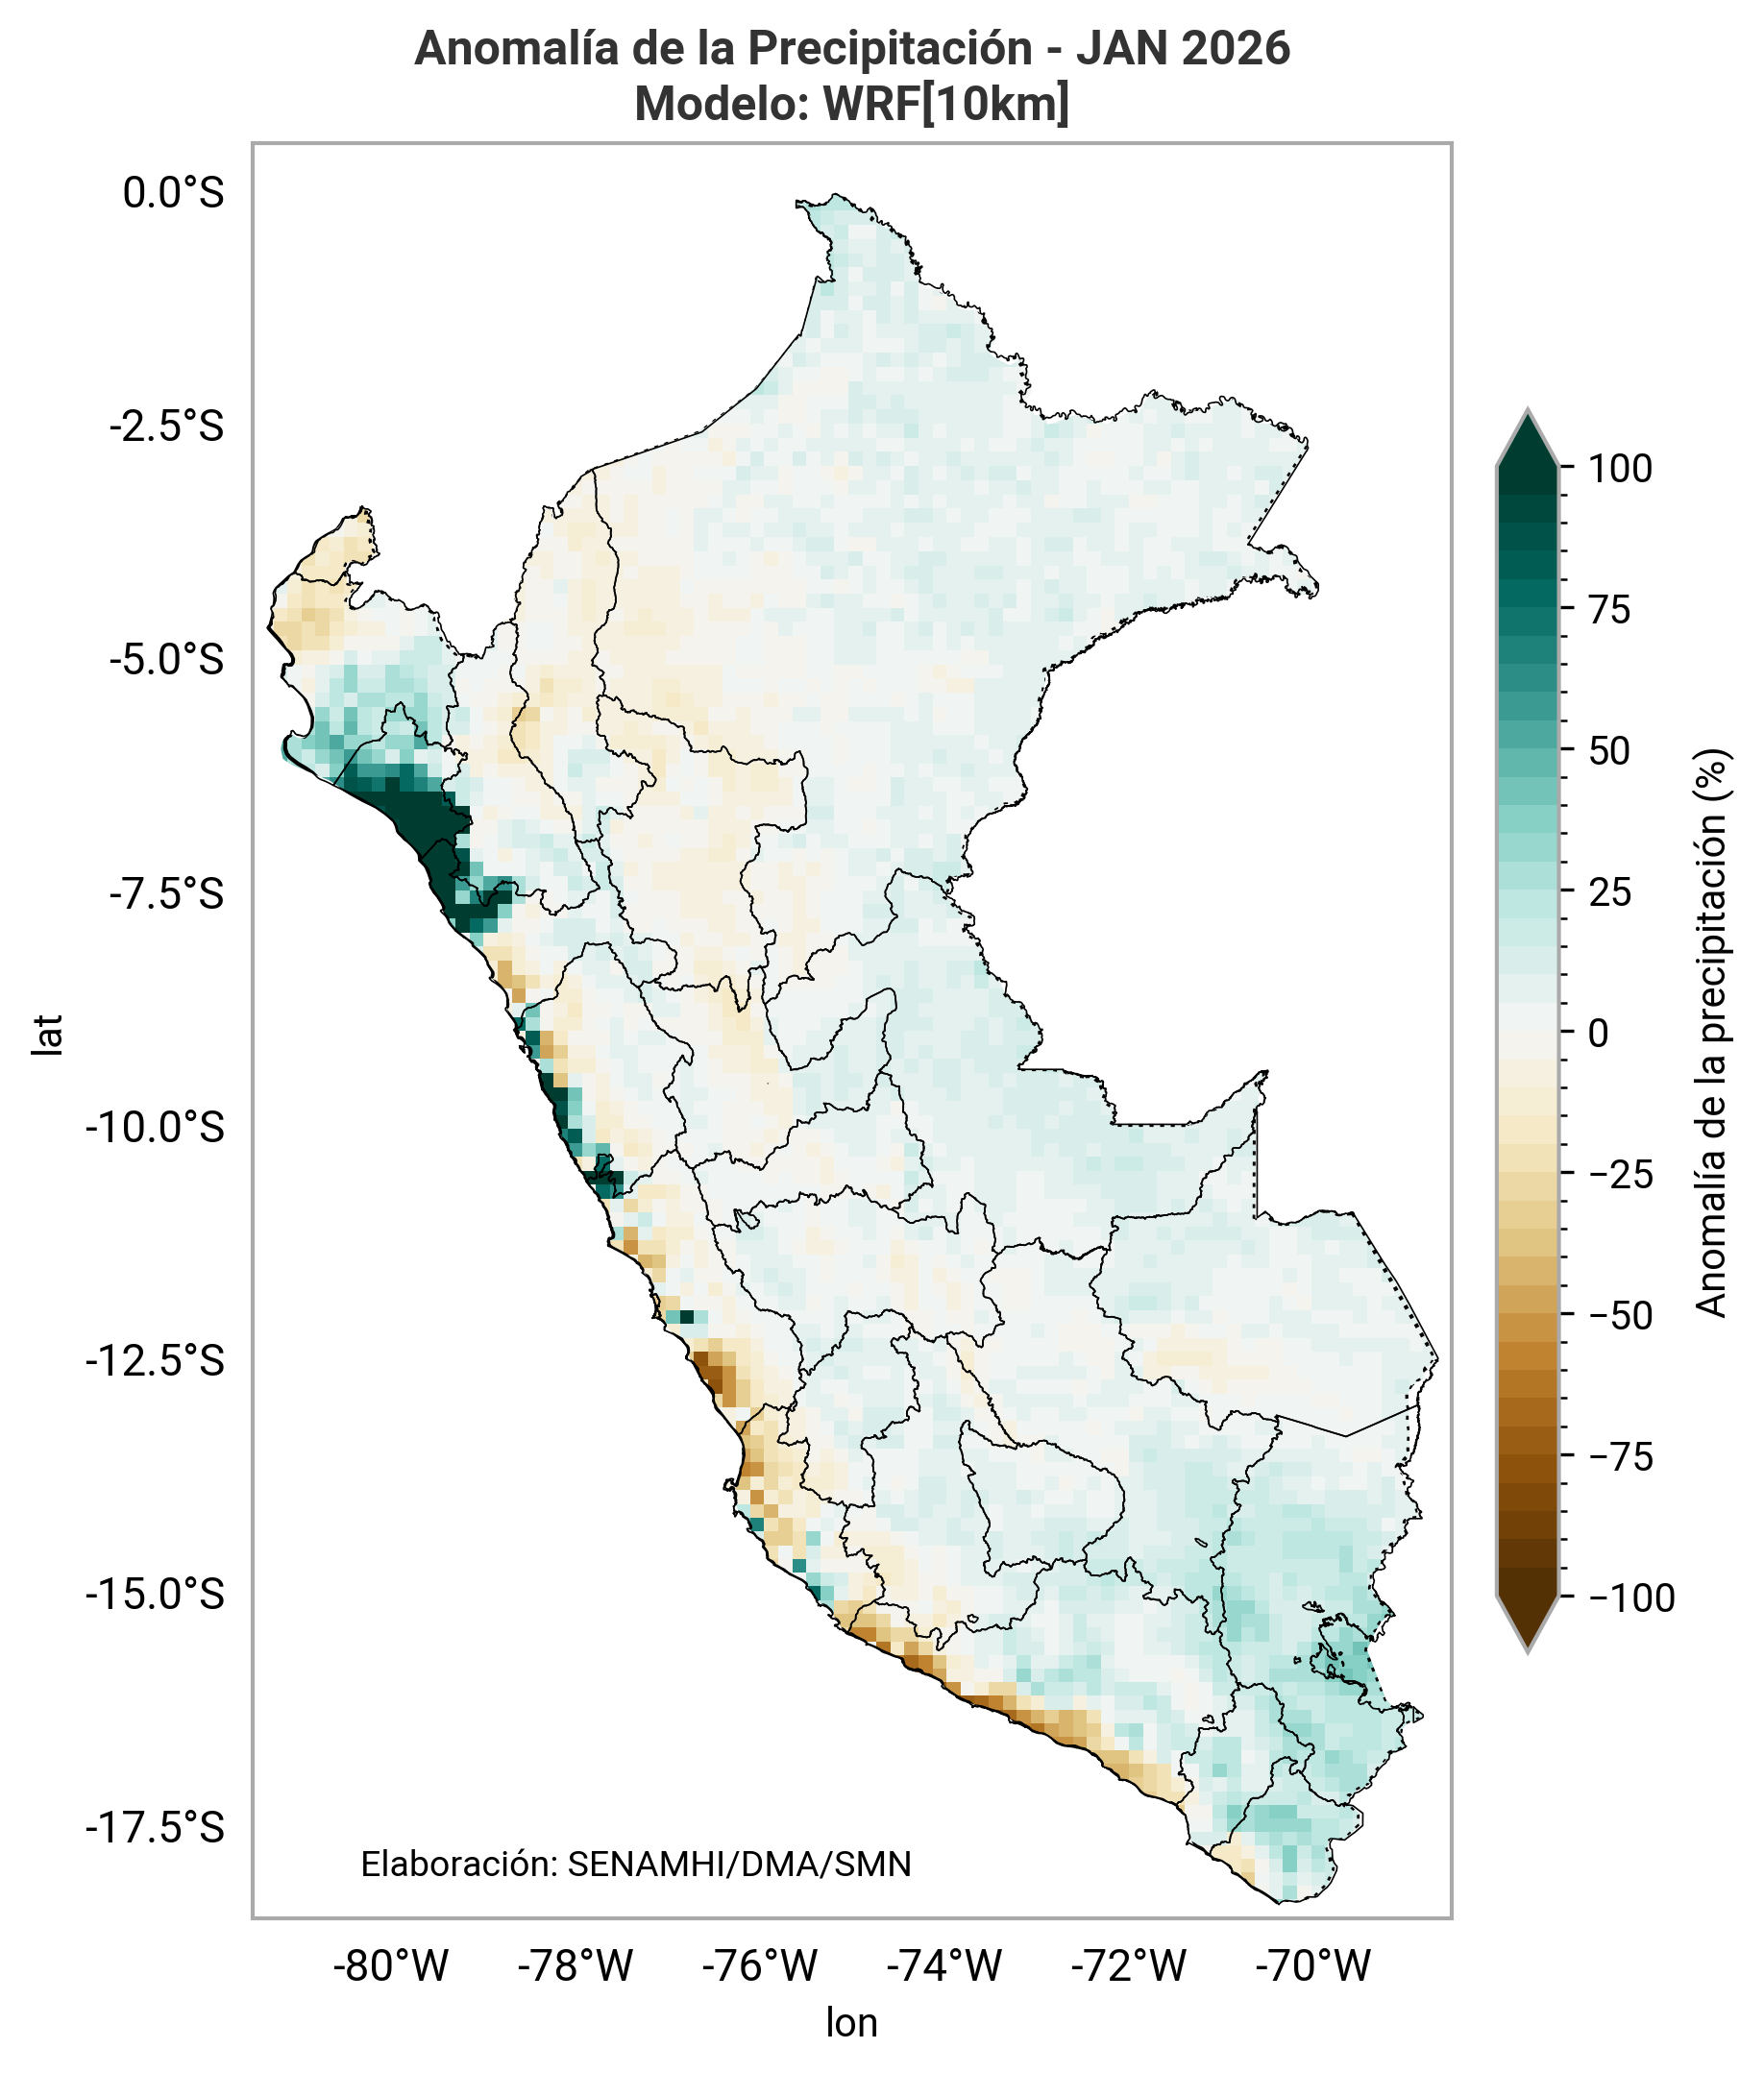 Anomalía de la Precipitación - JAN 2026
Modelo: WRF[10km]
0.0°S
-2.5°S
-5.0°S
-7.5°S
-10.0°S
-12.5°S
-15.0°S
-17.5°S
lat
Elaboración: SENAMHI/DMA/SMN
-80°W -78°W -76°W -74°W -72°W -70°W
lon
100
75
50
25
0
−25
−50
−75
−100
Anomalía de la precipitación (%)